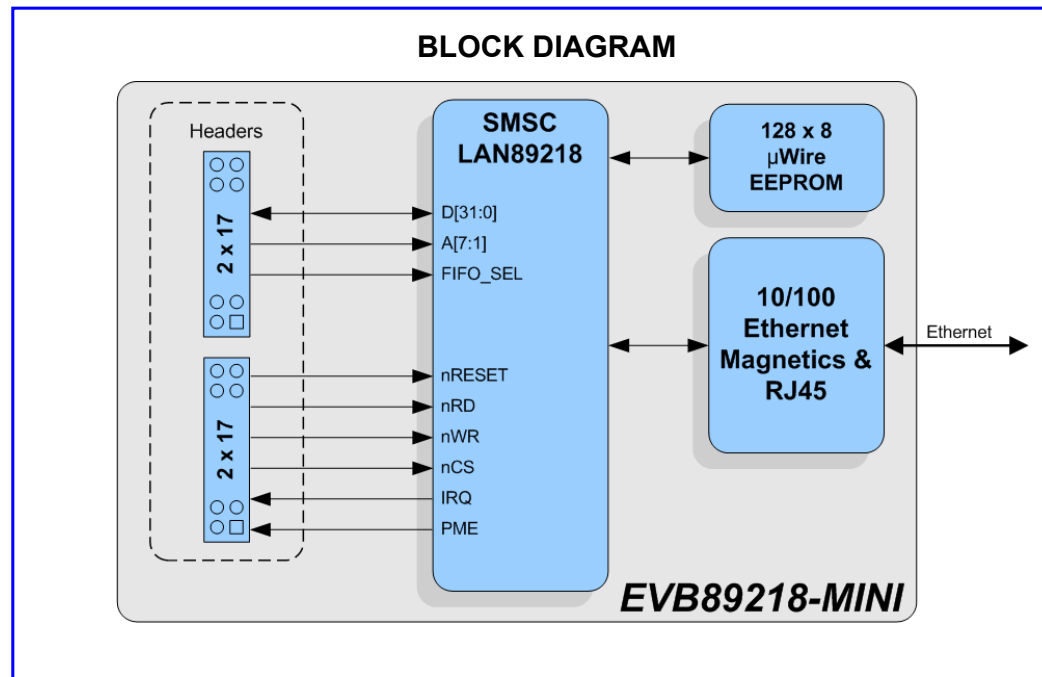 BLOCK DIAGRAM
Headers
2 x 17
2 x 17
SMSC
LAN89218
D[31:0]
A[7:1]
FIFO_SEL
nRESET
nRD
nWR
nCS
IRQ
PME
128 x 8
µWire
EEPROM
10/100
Ethernet
Magnetics &
RJ45
Ethernet
EVB89218-MINI